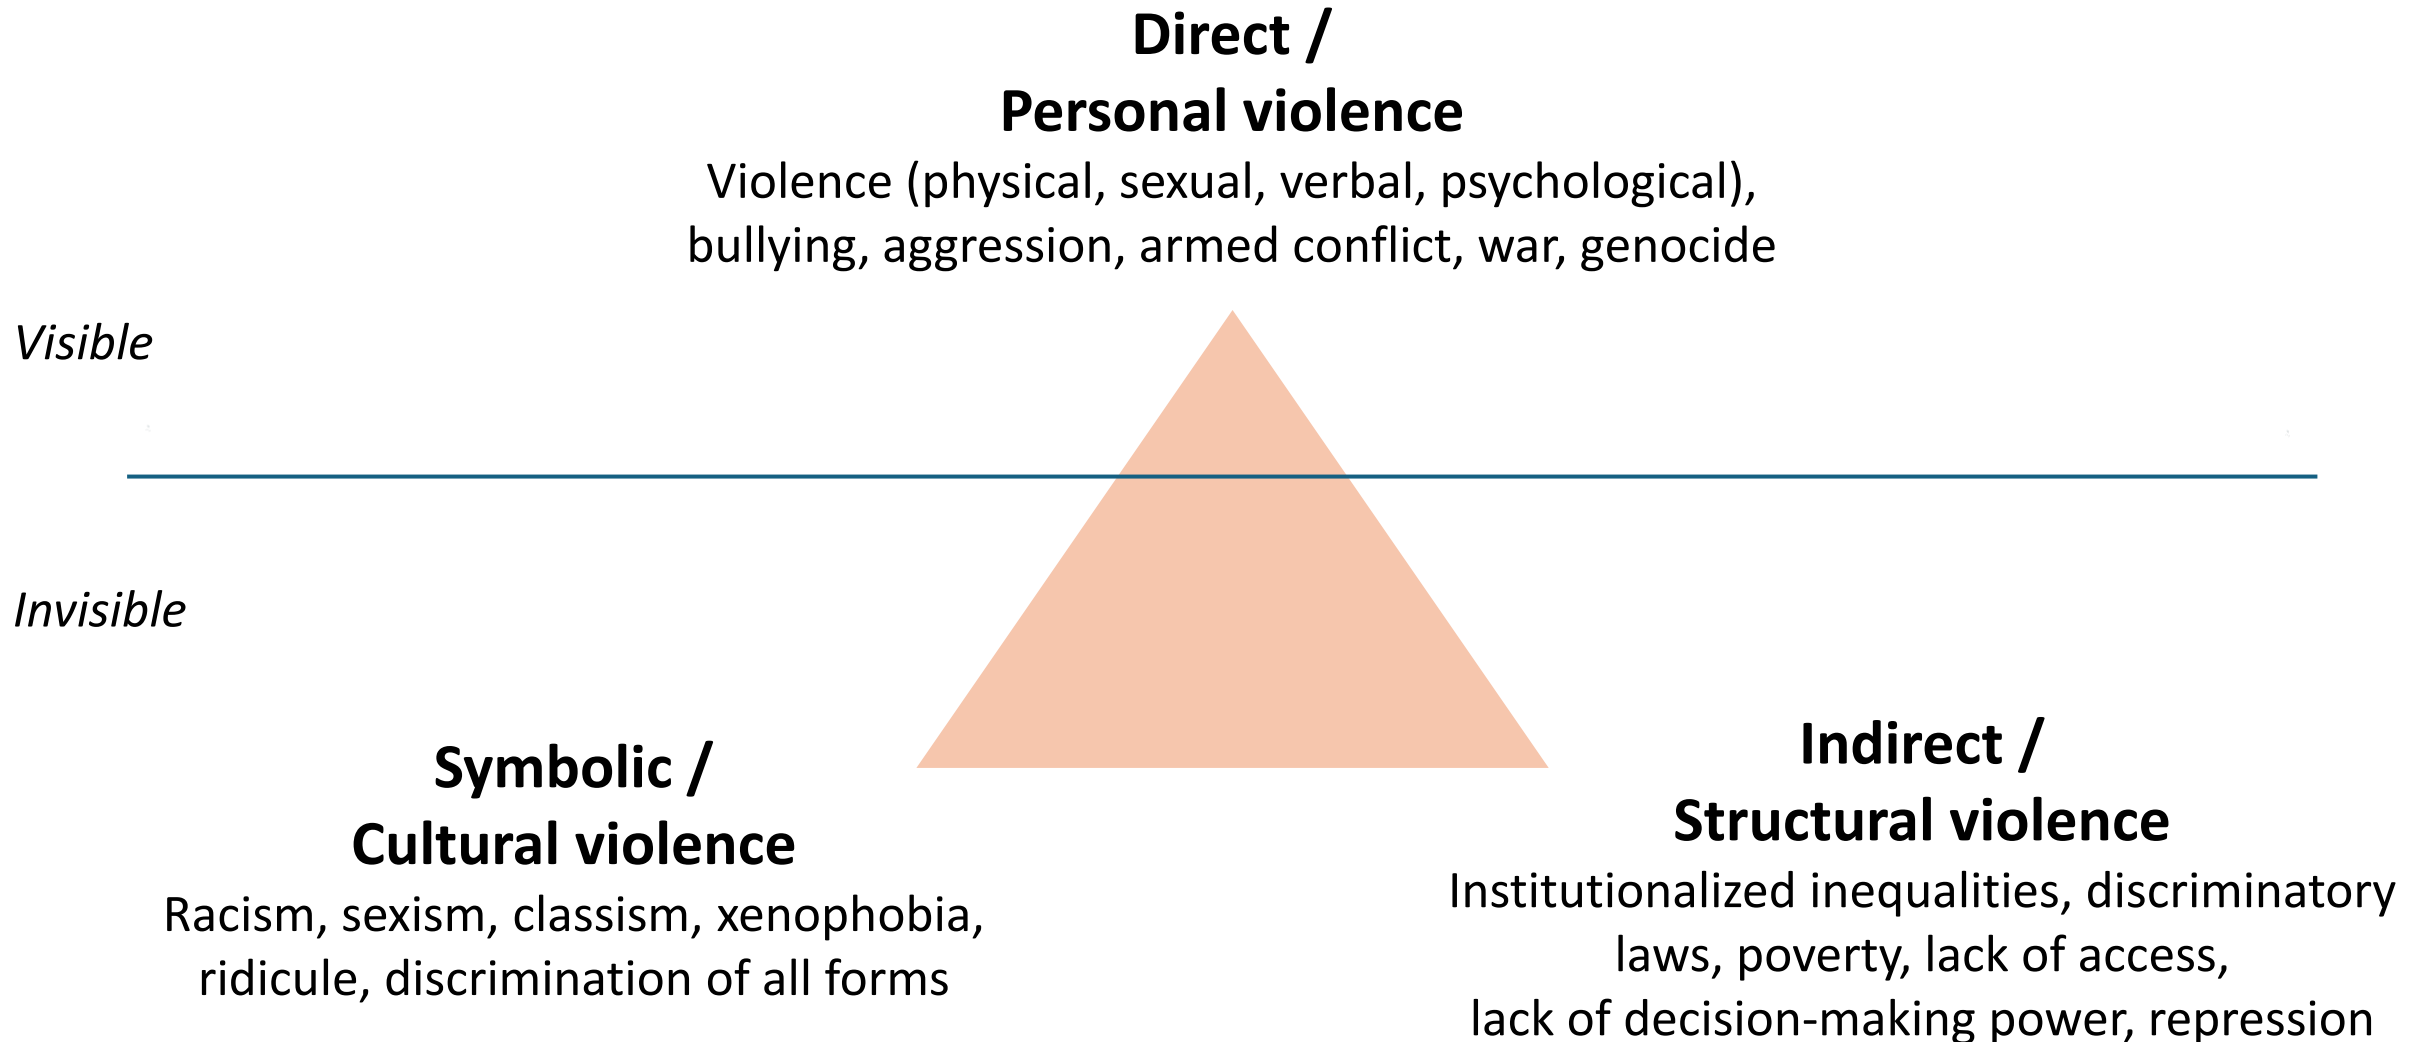 Direct /
Personal violence
Violence (physical, sexual, verbal, psychological),
bullying, aggression, armed conflict, war, genocide
Visible
Invisible
Symbolic /
Cultural violence
Racism, sexism, classism, xenophobia,
ridicule, discrimination of all forms
Indirect /
Structural violence
Institutionalized inequalities, discriminatory
laws, poverty, lack of access,
lack of decision-making power, repression